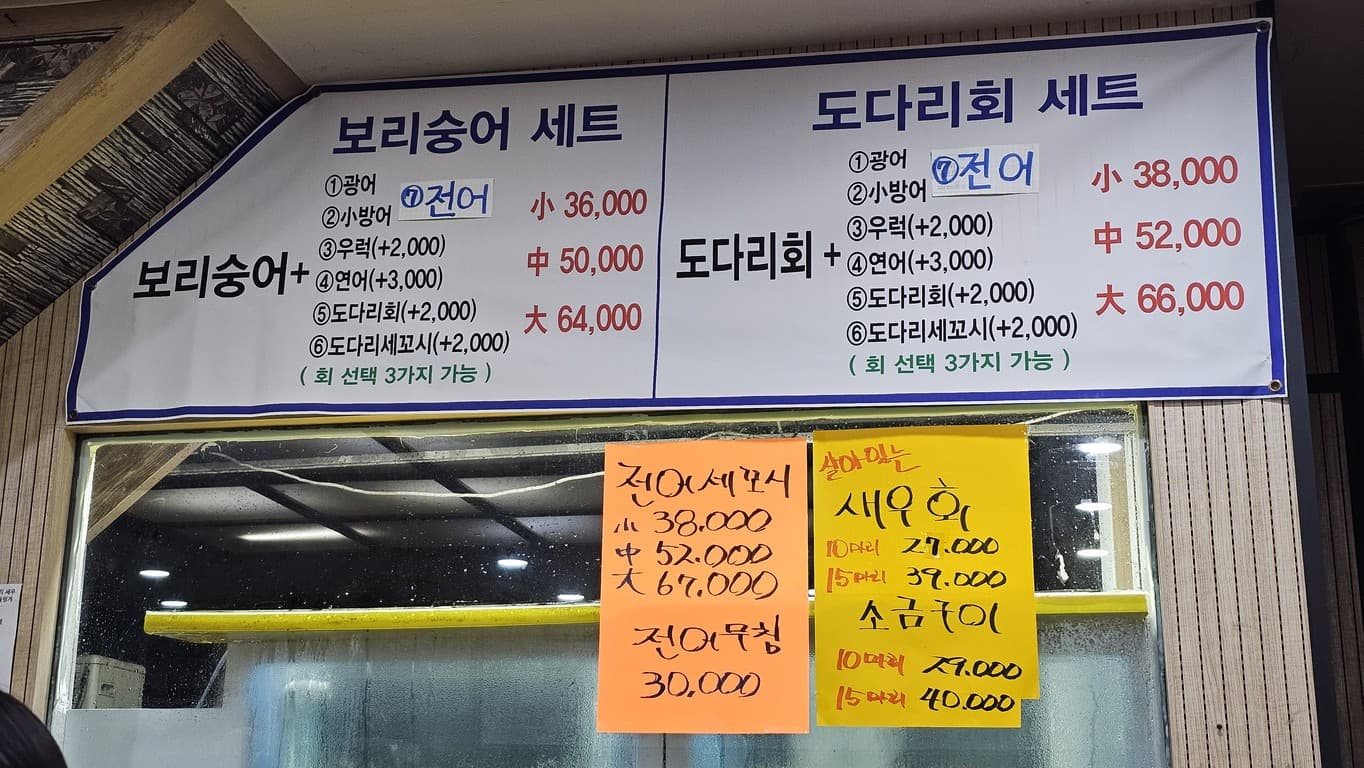 보리숭어 세트
보리숭어+
①광어
②小방어
⑦전어
③우럭(+2,000)
④연어(+3,000)
⑤도다리회(+2,000)
⑥도다리세꼬시(+2,000)
( 회 선택 3가지 가능 )
小 36,000
中 50,000
大 64,000
도다리회 세트
도다리회 +
①광어
②小방어
⑦전어
③우럭(+2,000)
④연어(+3,000)
⑤도다리회(+2,000)
⑥도다리세꼬시(+2,000)
( 회 선택 3가지 가능 )
小 38,000
中 52,000
大 66,000
전어세꼬시
小 38.000
中 52.000
大 67.000
전어무침
30.000
살아있는
새우회
10마리 27.000
15마리 39.000
소금구이
10마리 29.000
15마리 40.000